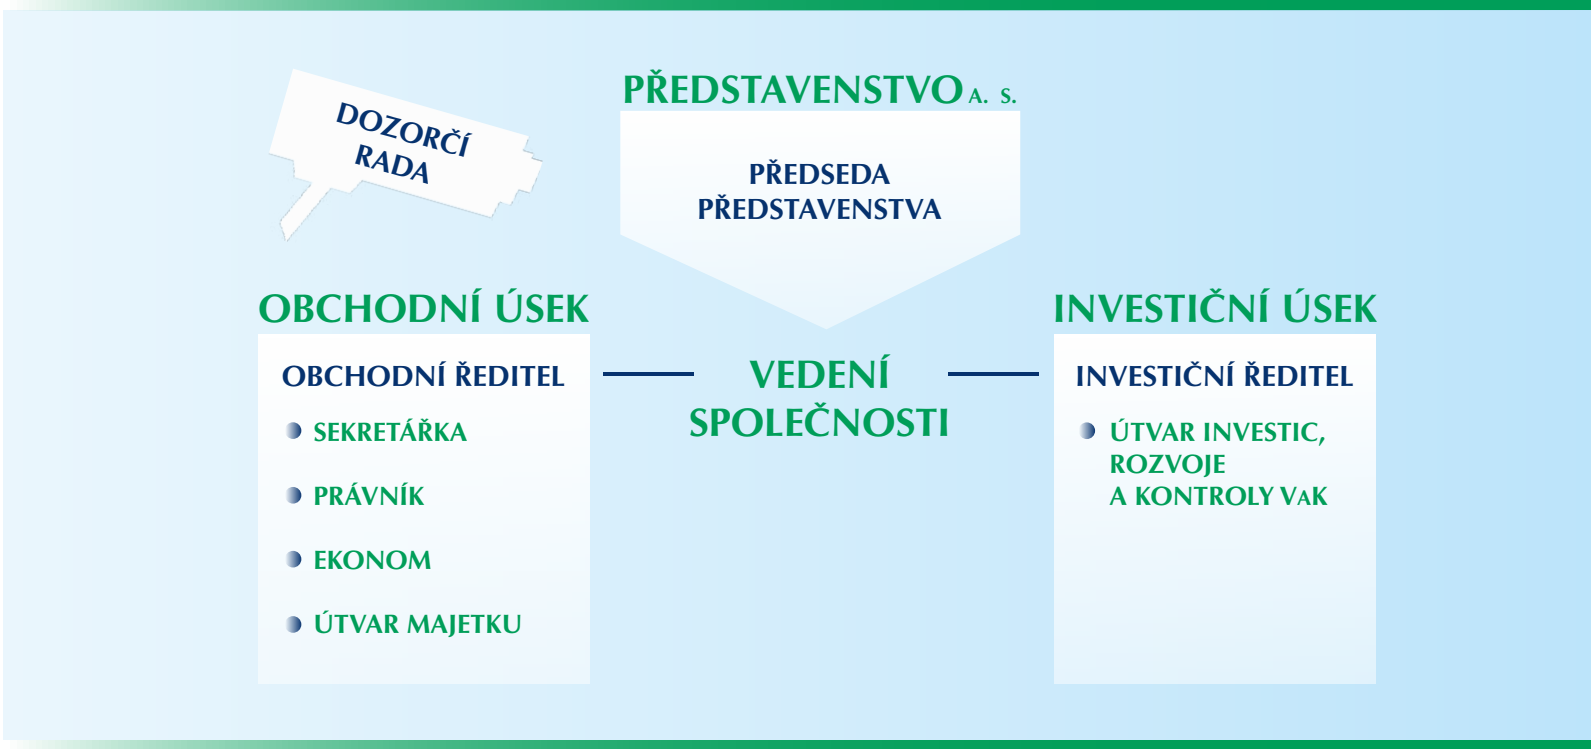 DOZORČÍ
RADA
PŘEDSTAVENSTVO A. S.
PŘEDSEDA
PŘEDSTAVENSTVA
OBCHODNÍ ÚSEK
OBCHODNÍ ŘEDITEL
SEKRETÁŘKA
PRÁVNÍK
EKONOM
ÚTVAR MAJETKU
VEDENÍ
SPOLEČNOSTI
INVESTIČNÍ ÚSEK
INVESTIČNÍ ŘEDITEL
ÚTVAR INVESTIC,
ROZVOJE
A KONTROLY VAK